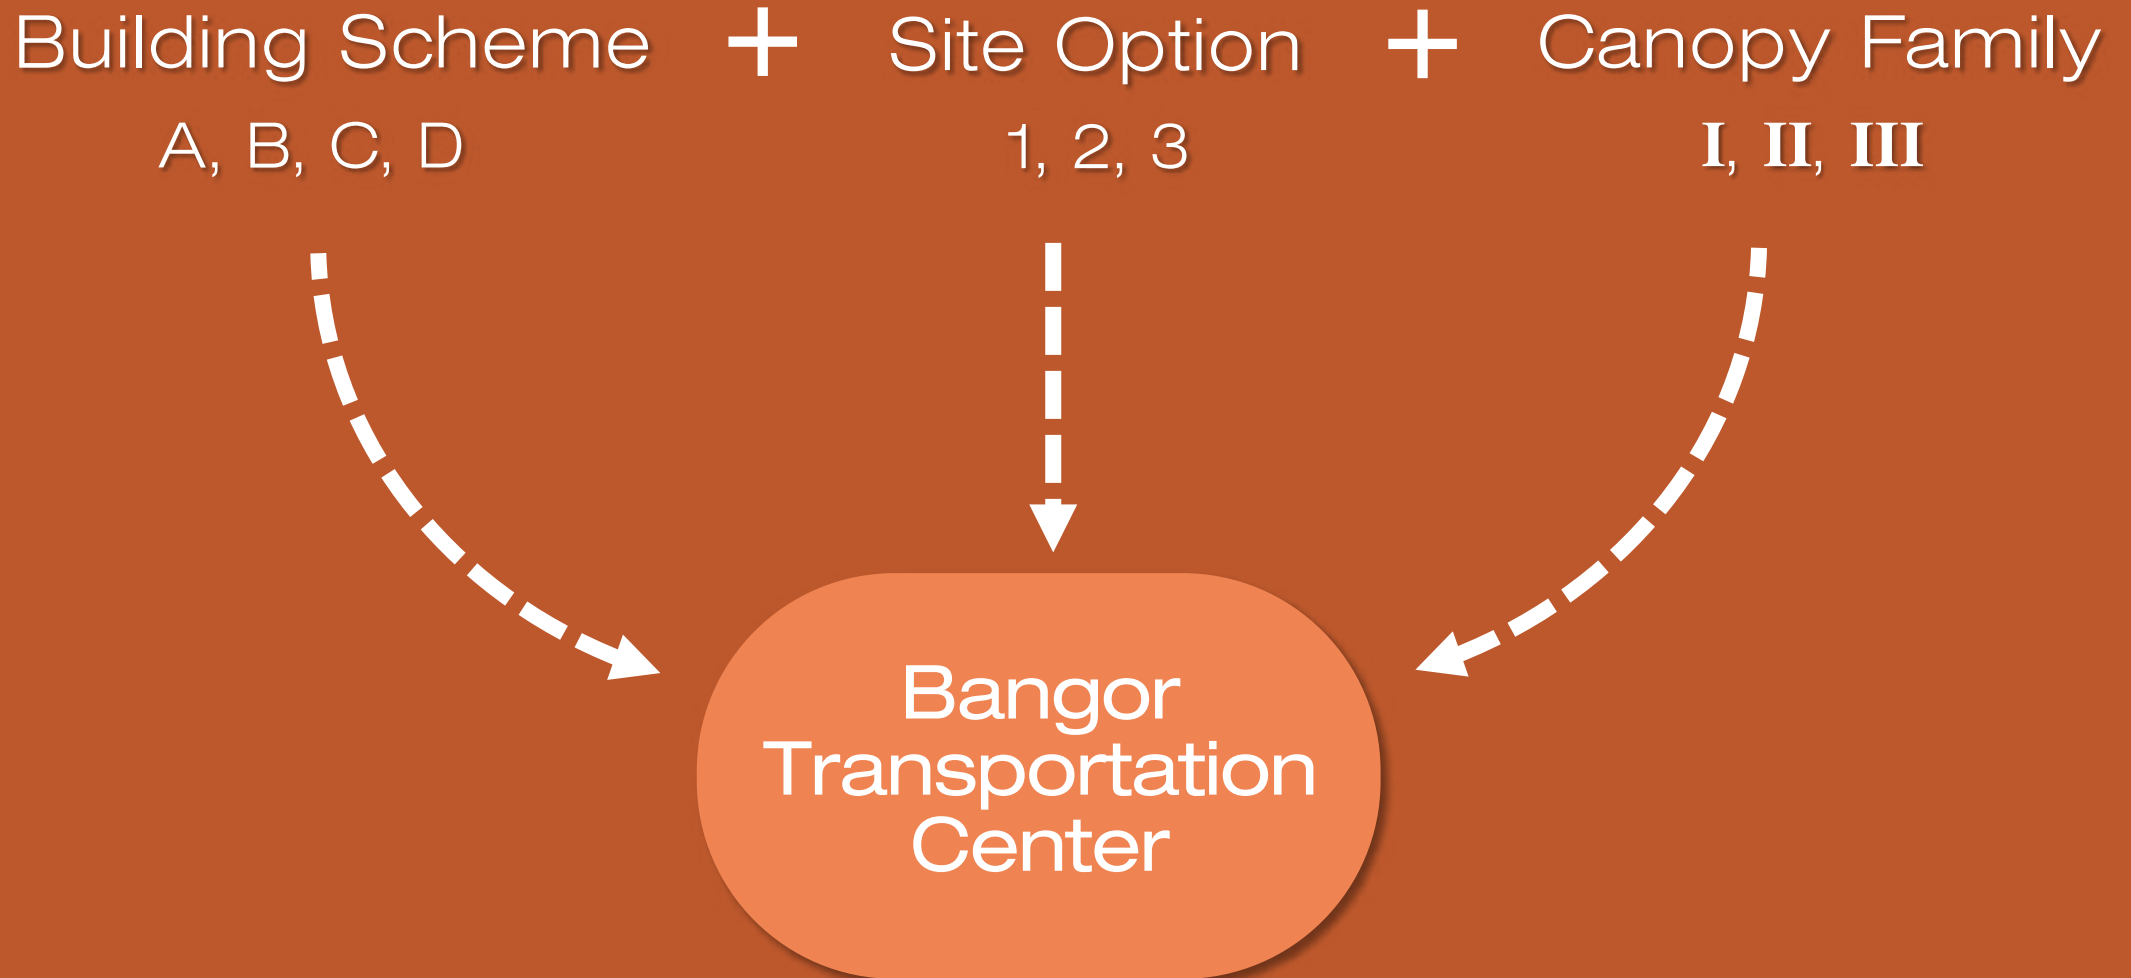 Building Scheme + Site Option + Canopy Family
A, B, C, D 1, 2, 3 I, II, III
Bangor
Transportation
Center